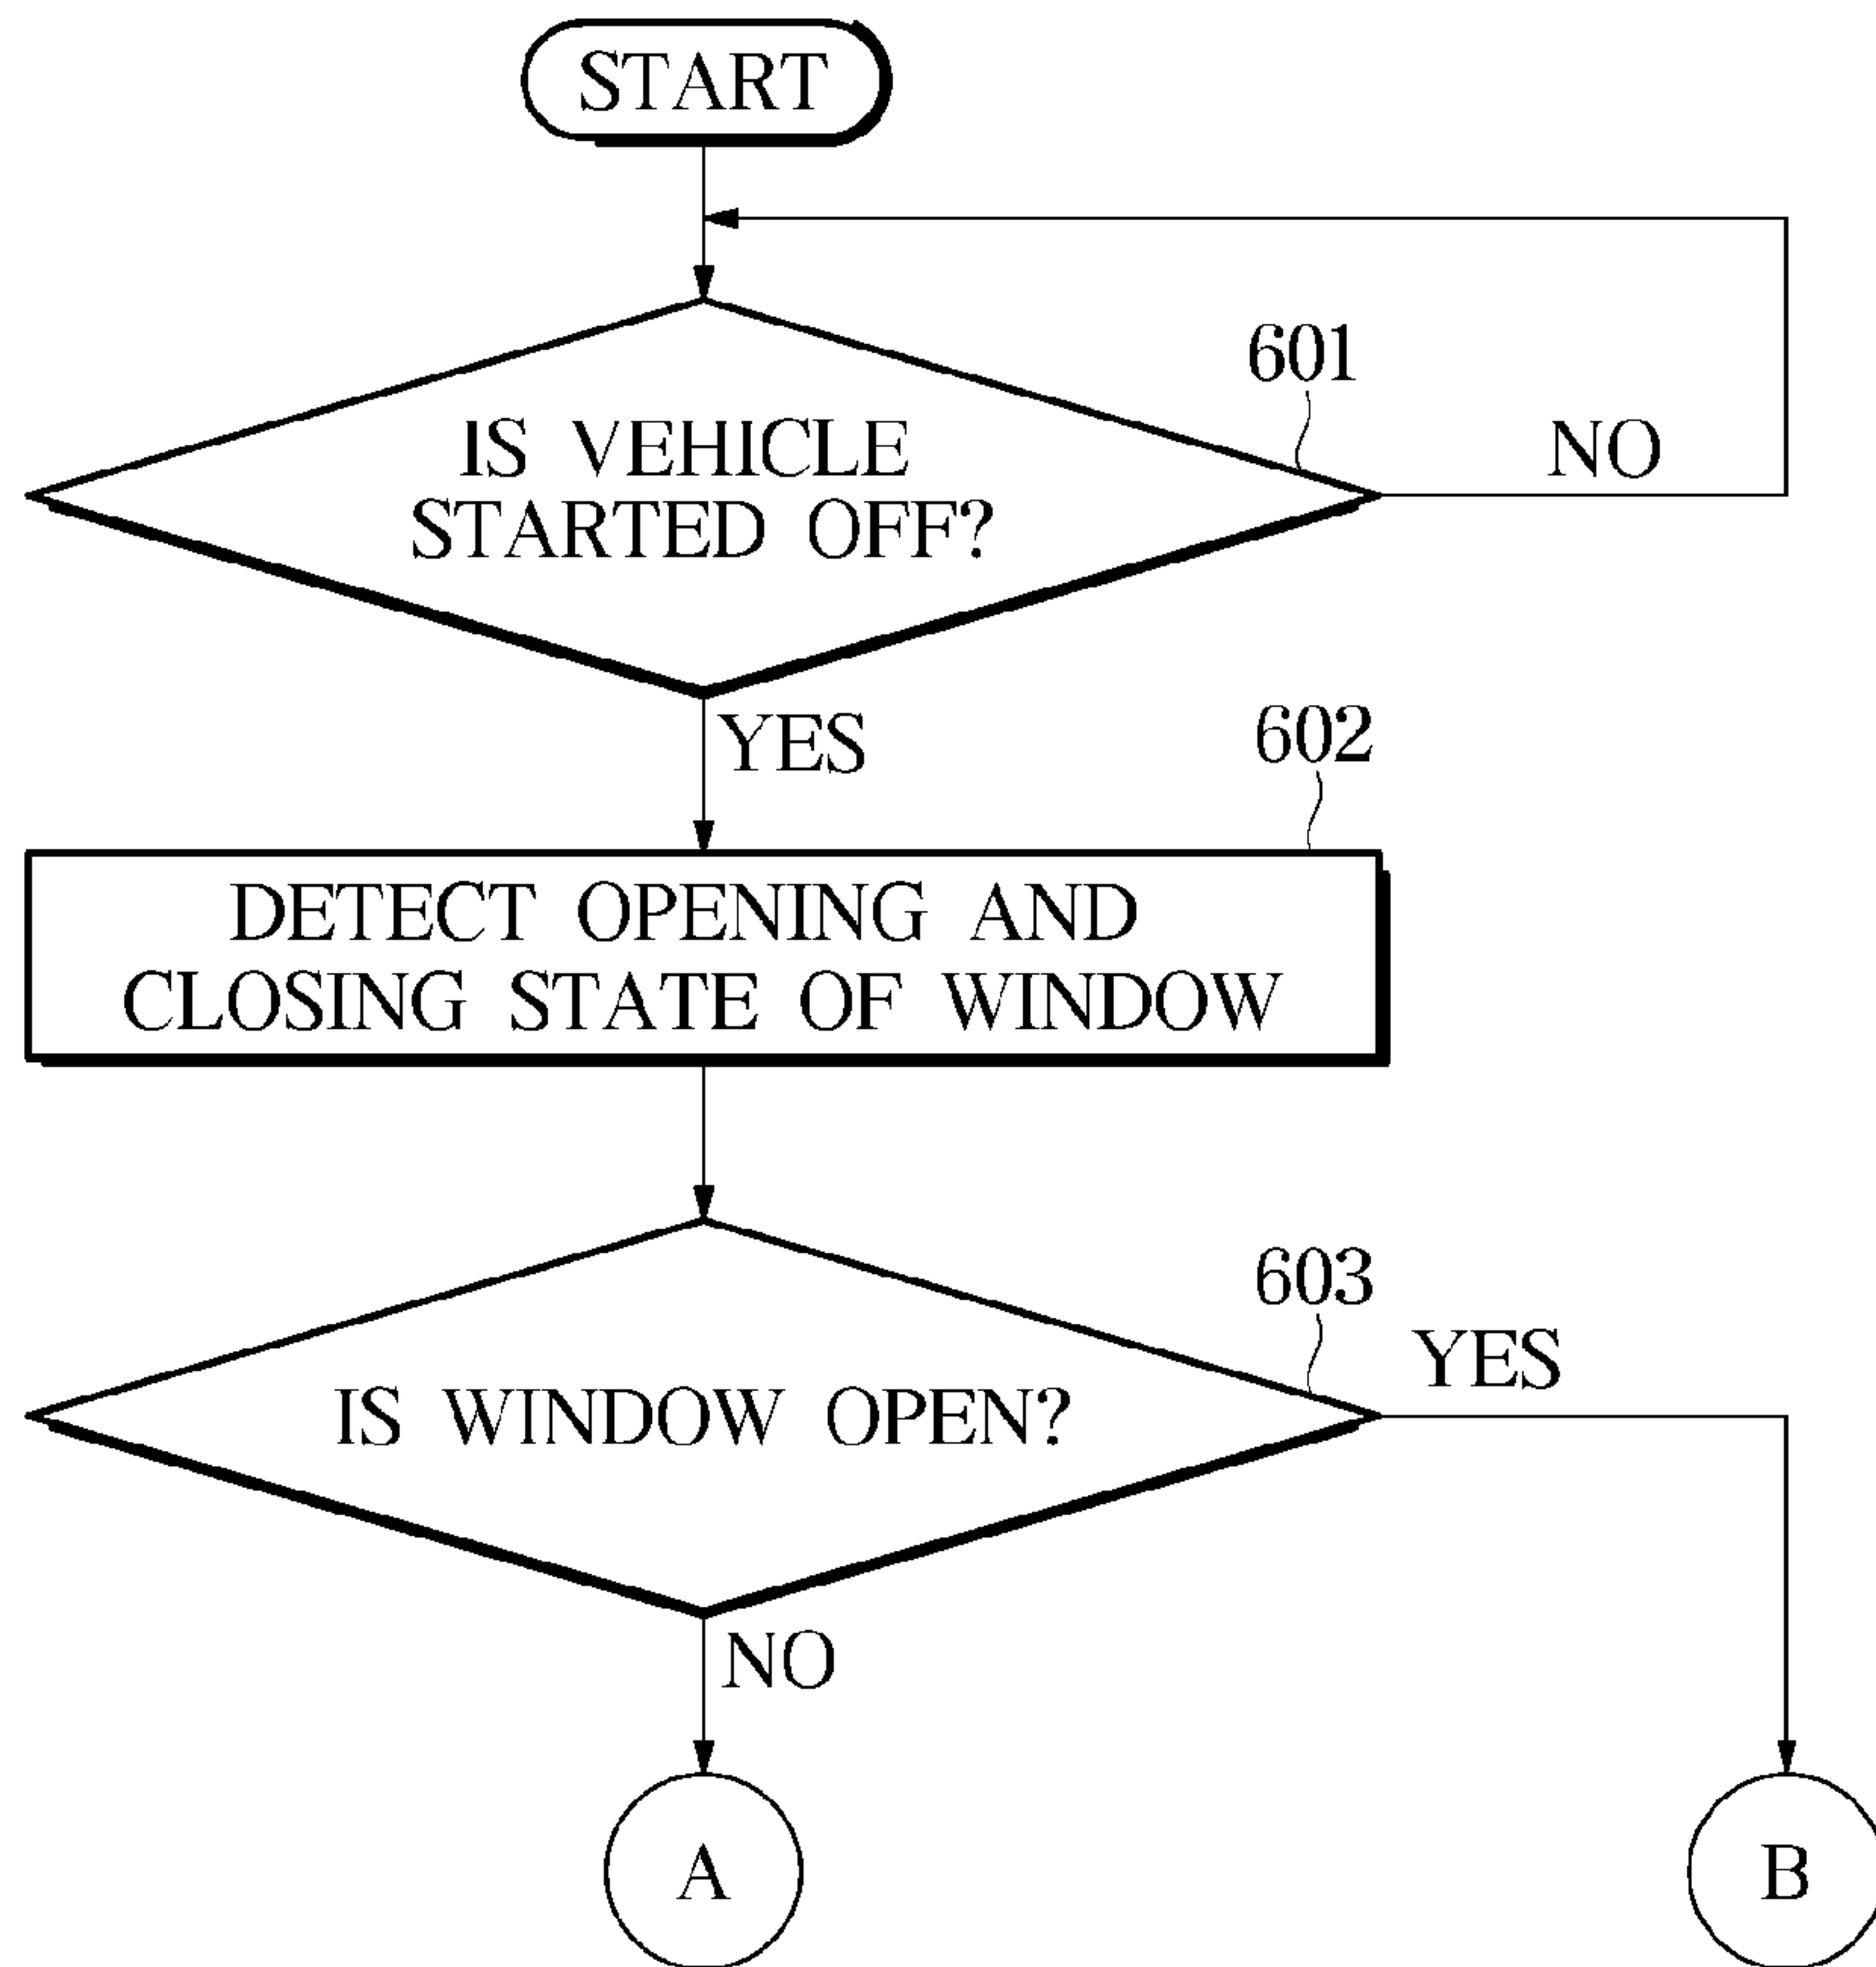 START
601
IS VEHICLE
STARTED OFF?
NO
YES
602
DETECT OPENING AND
CLOSING STATE OF WINDOW
603
YES
IS WINDOW OPEN?
NO
A
B